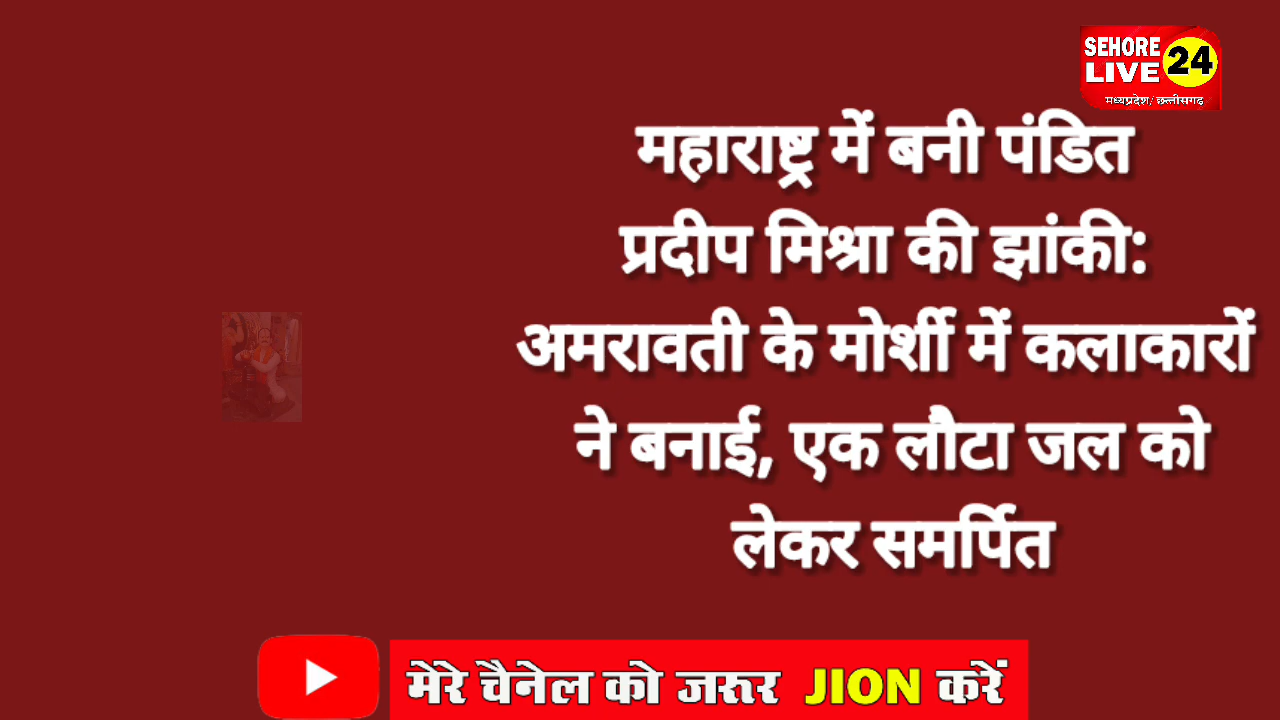 SEHORE
LIVE 24
मध्यप्रदेश/ छत्तीसगढ़
महाराष्ट्र में बनी पंडित
प्रदीप मिश्रा की झांकी:
अमरावती के मोर्शी में कलाकारों
ने बनाई, एक लौटा जल को
लेकर समर्पित
मेरे चैनेल को जरूर JION करें